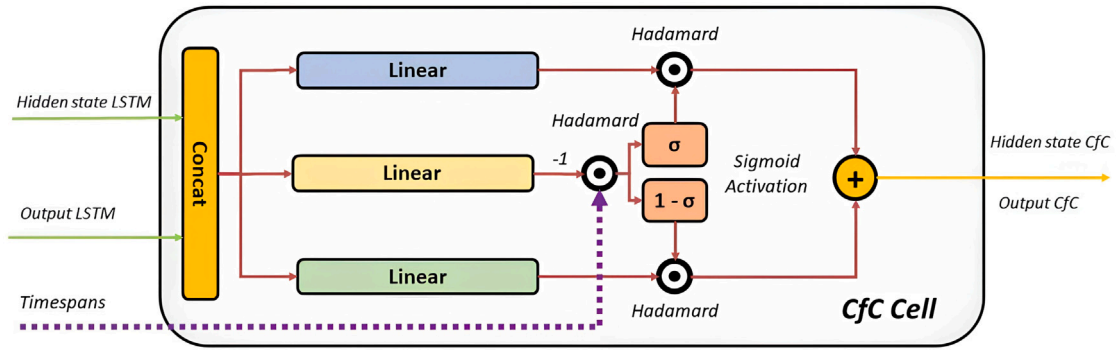 Hadamard
Linear
Hidden state LSTM
Hadamard
Hidden state CfC
σ
Concat
-1
Sigmoid
Activation
Linear
+
Output LSTM
1 - σ
Output CfC
Linear
Timespans
Hadamard
CfC Cell